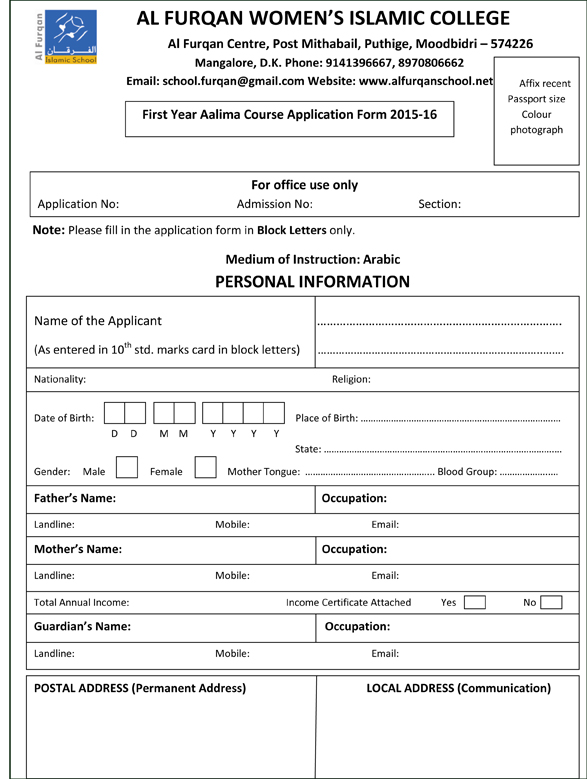 AL FURQAN WOMEN'S ISLAMIC COLLEGE
Al Furqan
الفرقان
Islamic School
Al Furqan Centre, Post Mithabail, Puthige, Moodbidri – 574226
Mangalore, D.K. Phone: 9141396667, 8970806662
Email: school.furqan@gmail.com Website: www.alfurqanschool.net
Affix recent
Passport size
Colour
photograph
First Year Aalima Course Application Form 2015-16
For office use only
Application No: Admission No: Section:
Note: Please fill in the application form in Block Letters only.
Medium of Instruction: Arabic
PERSONAL INFORMATION
Name of the Applicant ....................................................................
(As entered in 10th std. marks card in block letters) ....................................................................
Nationality: Religion:
Date of Birth: Place of Birth: ....................................................................
D D M M Y Y Y Y
State: ....................................................................
Gender: Male Female Mother Tongue: ............................................ Blood Group: ....................
Father's Name: Occupation:
Landline: Mobile: Email:
Mother's Name: Occupation:
Landline: Mobile: Email:
Total Annual Income: Income Certificate Attached Yes No
Guardian's Name: Occupation:
Landline: Mobile: Email:
POSTAL ADDRESS (Permanent Address) LOCAL ADDRESS (Communication)